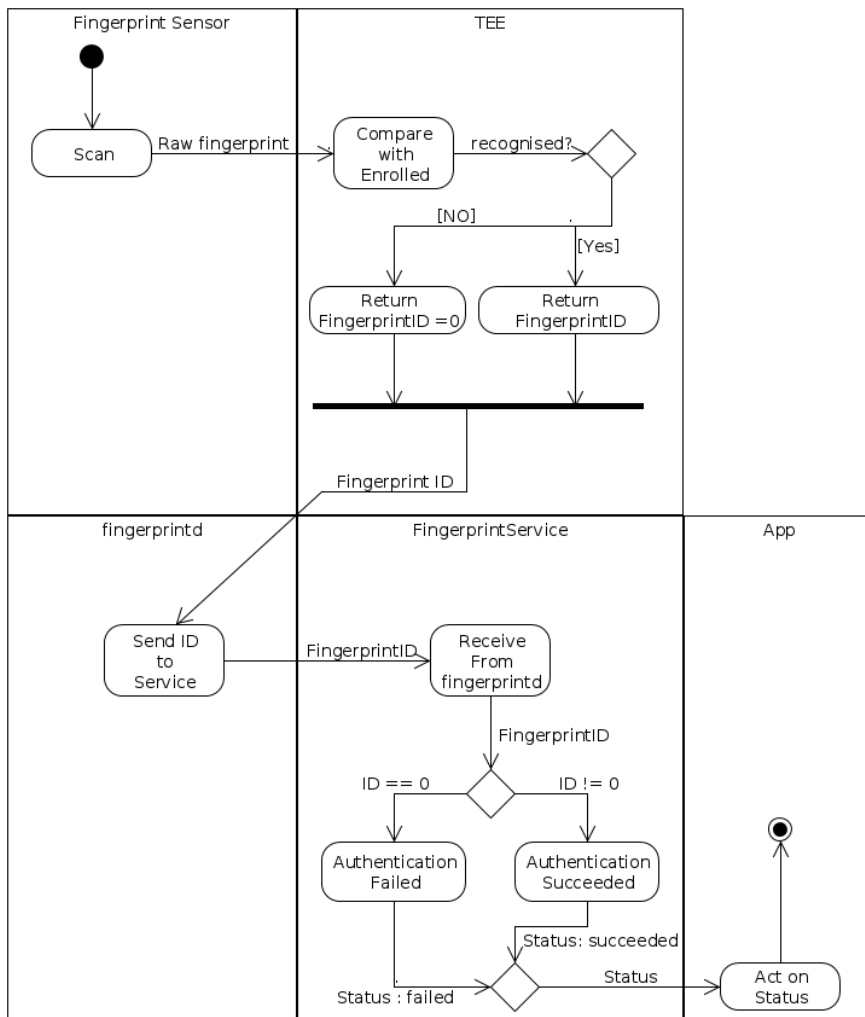 Fingerprint Sensor
TEE
Scan
Raw fingerprint
Compare
with
Enrolled
recognised?
[NO]
[Yes]
Return
FingerprintID =0
Return
FingerprintID
Fingerprint ID
fingerprintd
FingerprintService
App
Send ID
to
Service
FingerprintID
Receive
From
fingerprintd
FingerprintID
ID == 0
ID != 0
Authentication
Failed
Authentication
Succeeded
Status: succeeded
Status : failed
Status
Act on
Status